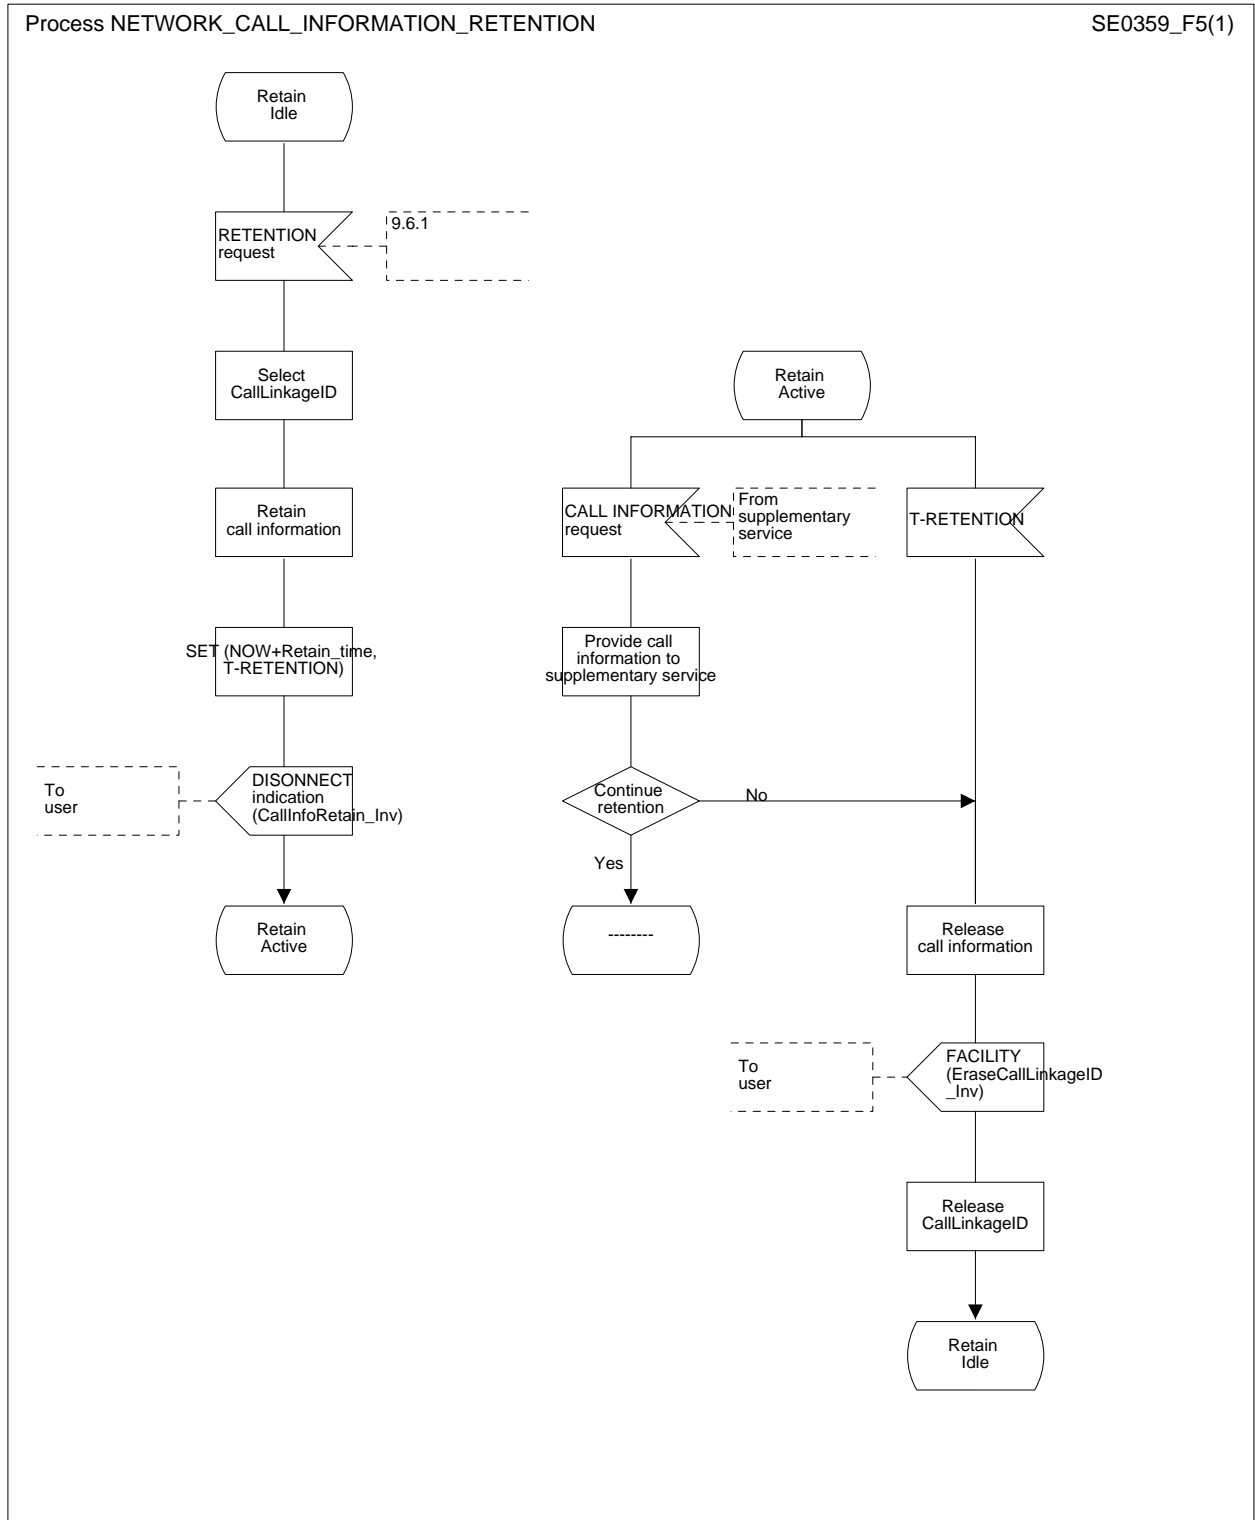 Process NETWORK_CALL_INFORMATION_RETENTION
SE0359_F5(1)
Retain
Idle
RETENTION
request
9.6.1
Select
CallLinkageID
Retain
call information
SET (NOW+Retain_time,
T-RETENTION)
To
user
DISONNECT
indication
(CallInfoRetain_Inv)
Retain
Active
Retain
Active
CALL INFORMATION
request
From
supplementary
service
T-RETENTION
Provide call
information to
supplementary service
Continue
retention
No
Yes
--------
Release
call information
To
user
FACILITY
(EraseCallLinkageID
_Inv)
Release
CallLinkageID
Retain
Idle